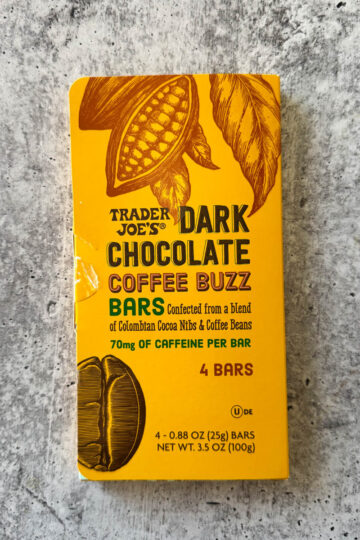 TRADER JOE'S® DARK
CHOCOLATE
COFFEE BUZZ
BARS Confected from a blend
of Colombian Cocoa Nibs & Coffee Beans
70mg OF CAFFEINE PER BAR
4 BARS
U DE
4 - 0.88 OZ (25g) BARS
NET WT. 3.5 OZ (100g)